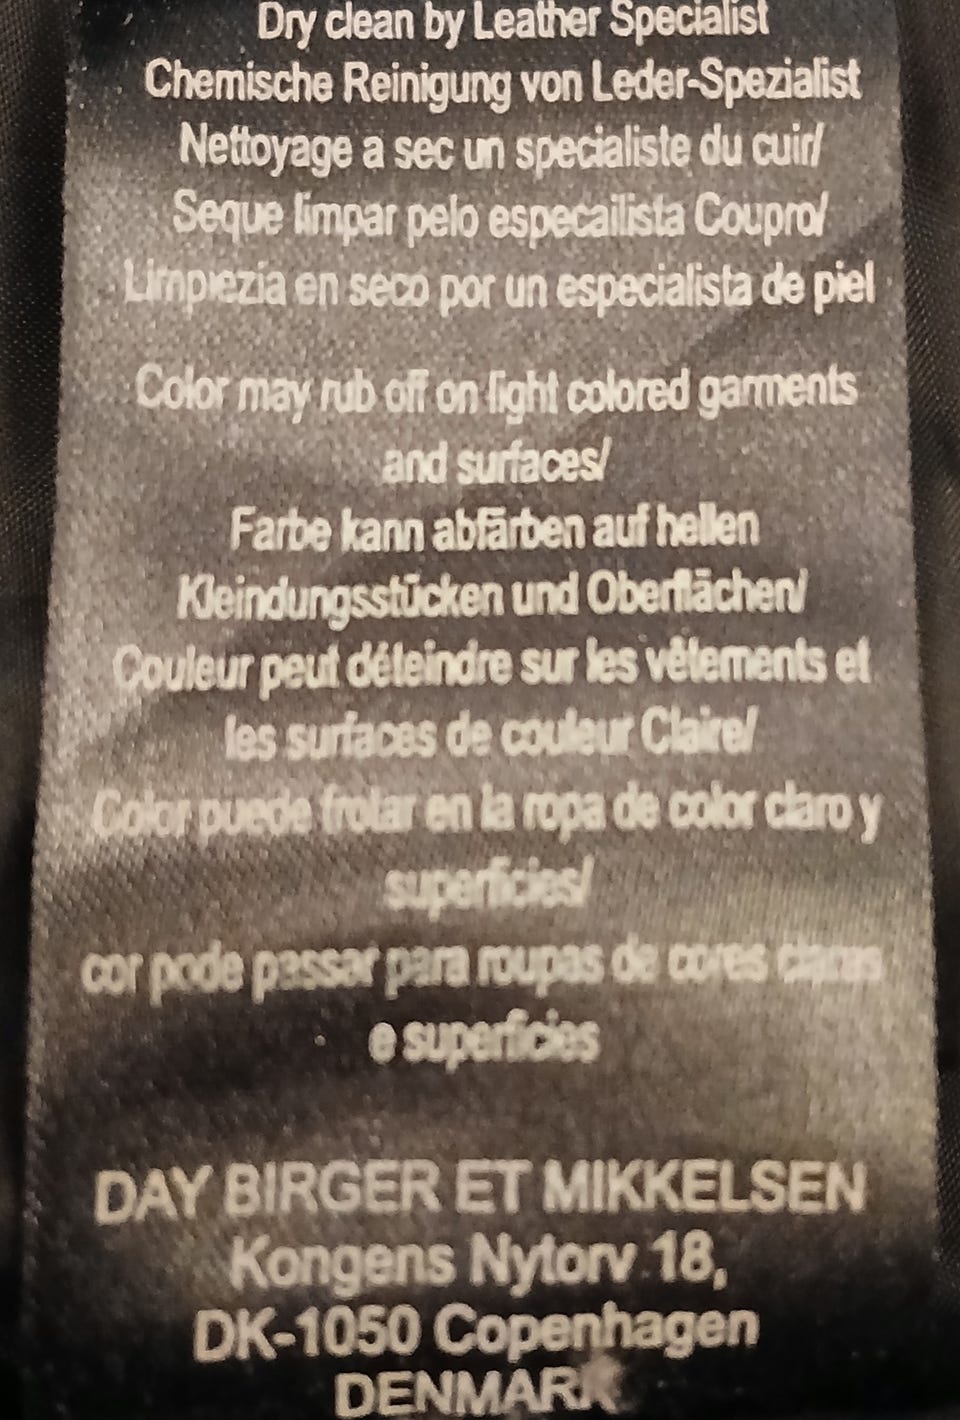 Dry clean by Leather Specialist
Chemische Reinigung von Leder-Spezialist
Nettoyage a sec un specialiste du cuir/
Seque limpar pelo especailista Coupro/
Limpiezia en seco por un especialista de piel
Color may rub off on light colored garments
and surfaces/
Farbe kann abfärben auf hellen
Kleindungsstücken und Oberflächen/
Couleur peut déteindre sur les vêtements et
les surfaces de couleur Claire/
Color puede frotar en la ropa de color claro y
superficies/
cor pode passar para roupas de cores claras
e superficies
DAY BIRGER ET MIKKELSEN
Kongens Nytorv 18,
DK-1050 Copenhagen
DENMARK